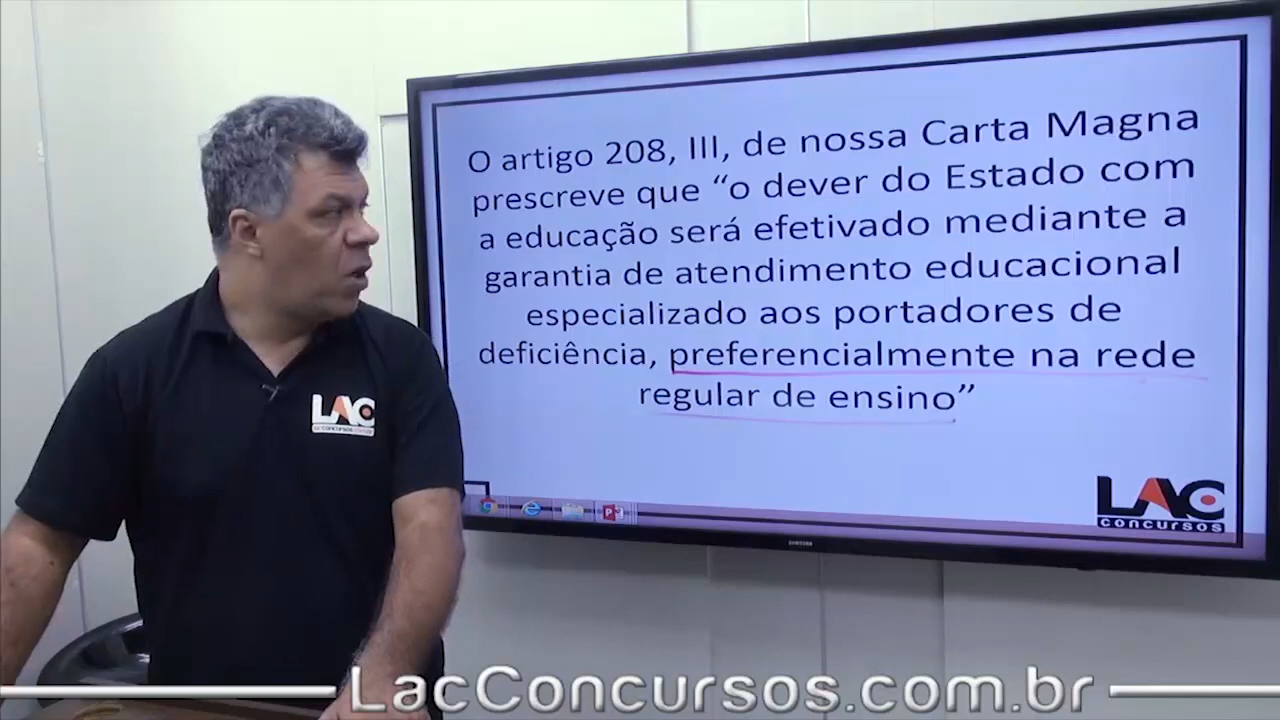 O artigo 208, III, de nossa Carta Magna
prescreve que “o dever do Estado com
a educação será efetivado mediante a
garantia de atendimento educacional
especializado aos portadores de
deficiência, preferencialmente na rede
regular de ensino”
LAC
concursos
LAC
SAMSUNG
LacConcursos.com.br